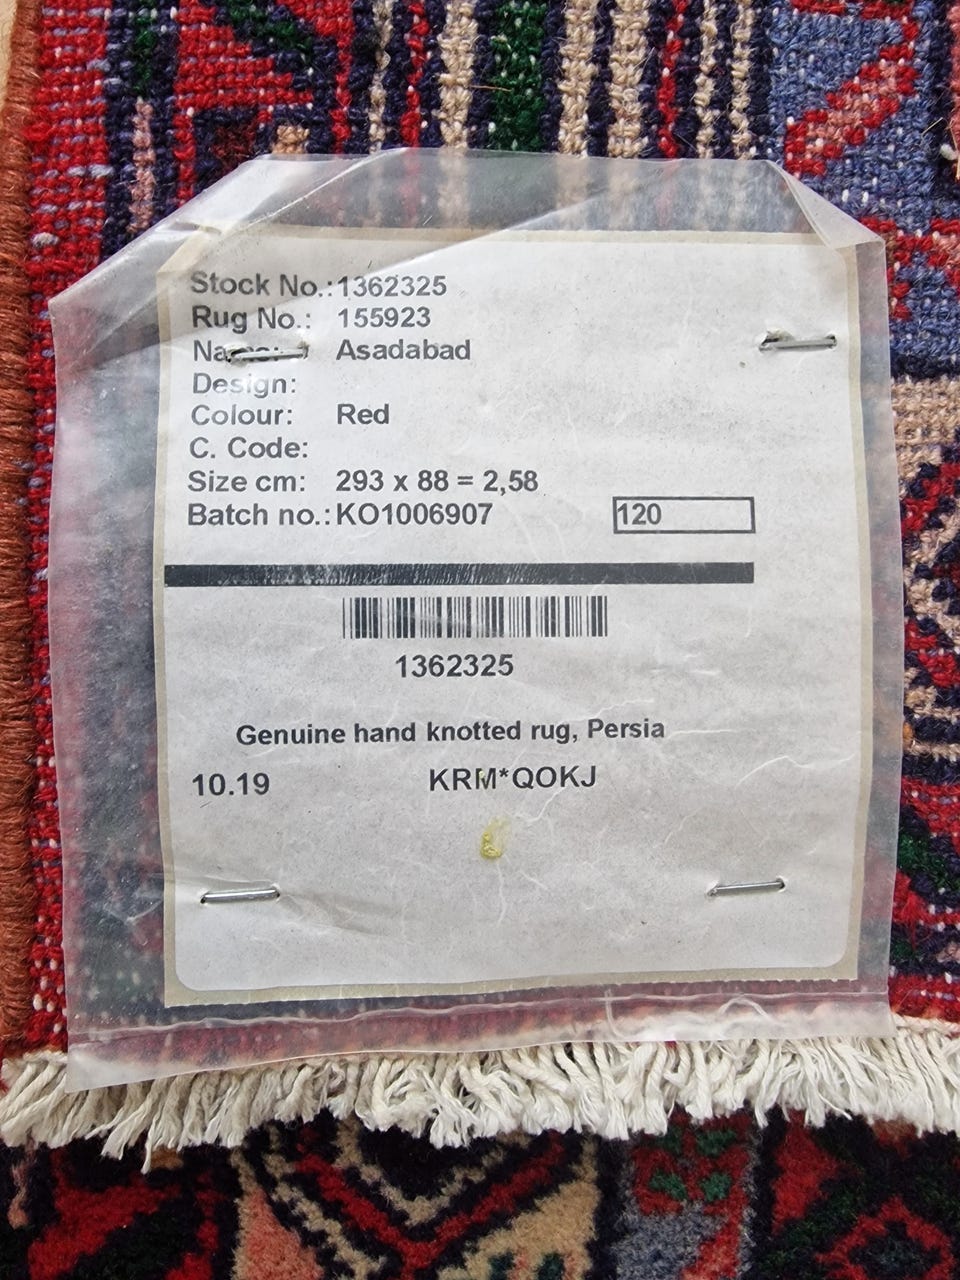 Stock No.: 1362325
Rug No.: 155923
Name: Asadabad
Design:
Colour: Red
C. Code:
Size cm: 293 x 88 = 2,58
Batch no.: KO1006907 120
1362325
Genuine hand knotted rug, Persia
10.19 KRM*QOKJ